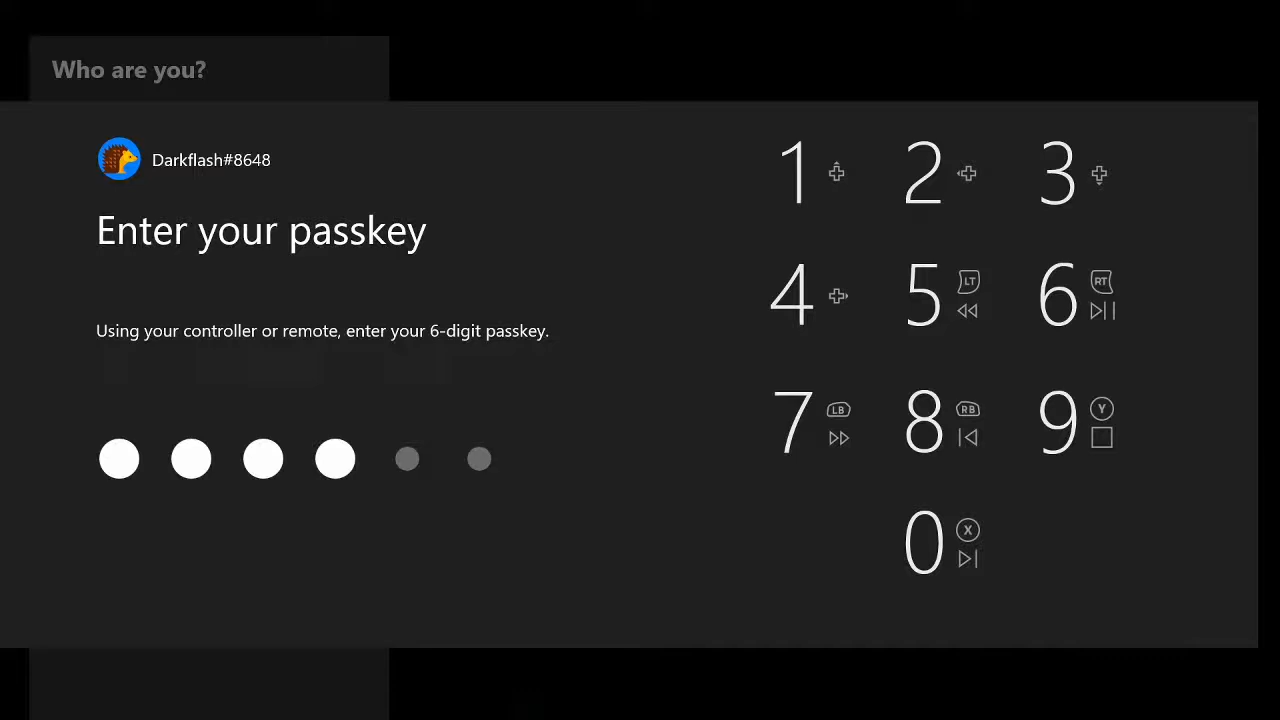 Who are you?
Darkflash#8648
Enter your passkey
Using your controller or remote, enter your 6-digit passkey.
1 2 3
4 5 LT 6 RT
7 LB 8 RB 9 Y
0 X